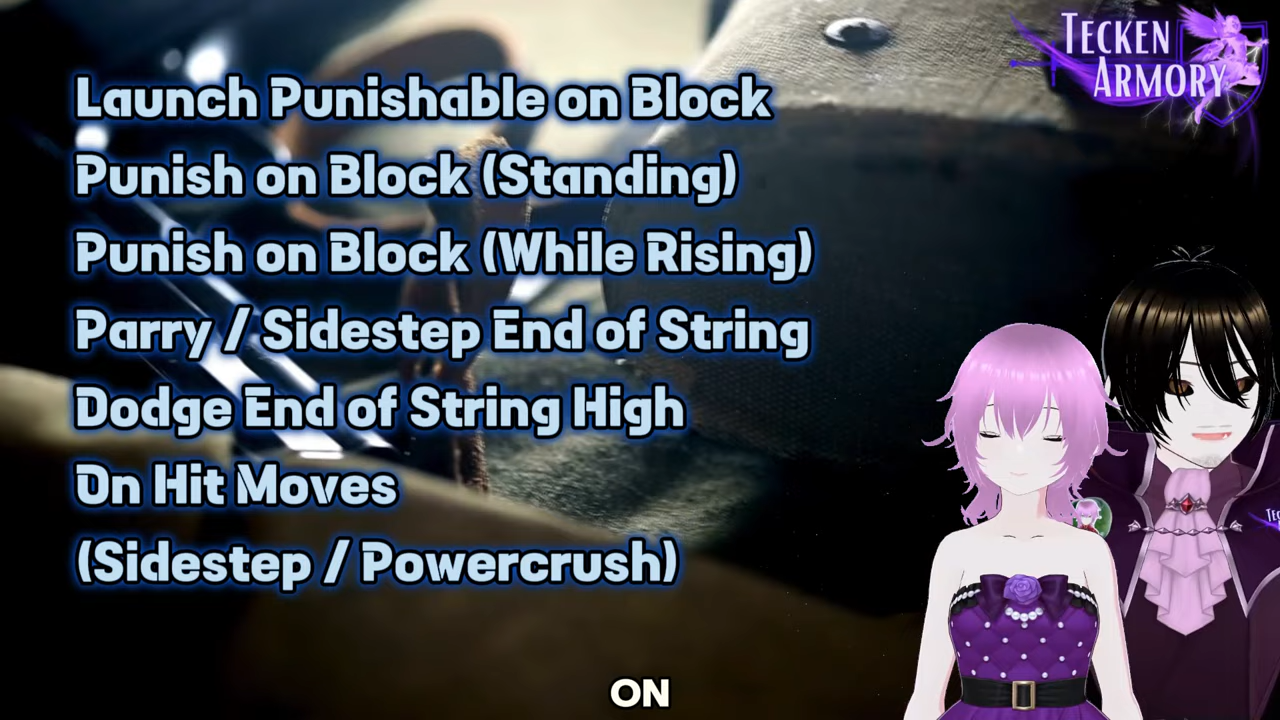 Tecken
Armory
Launch Punishable on Block
Punish on Block (Standing)
Punish on Block (While Rising)
Parry / Sidestep End of String
Dodge End of String High
On Hit Moves
(Sidestep / Powercrush)
ON